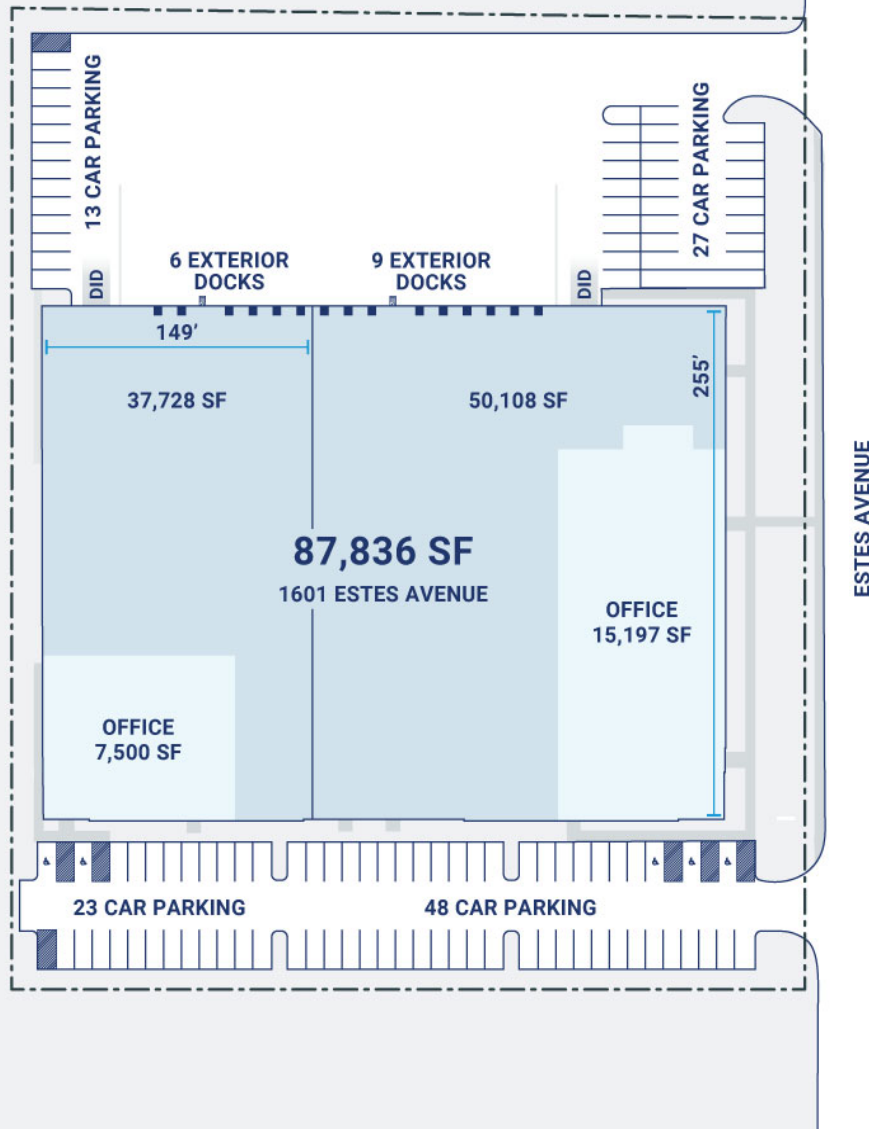 13 CAR PARKING
27 CAR PARKING
6 EXTERIOR
DOCKS
9 EXTERIOR
DOCKS
DID
DID
149’
255’
37,728 SF
50,108 SF
87,836 SF
1601 ESTES AVENUE
ESTES AVENUE
OFFICE
15,197 SF
OFFICE
7,500 SF
23 CAR PARKING
48 CAR PARKING